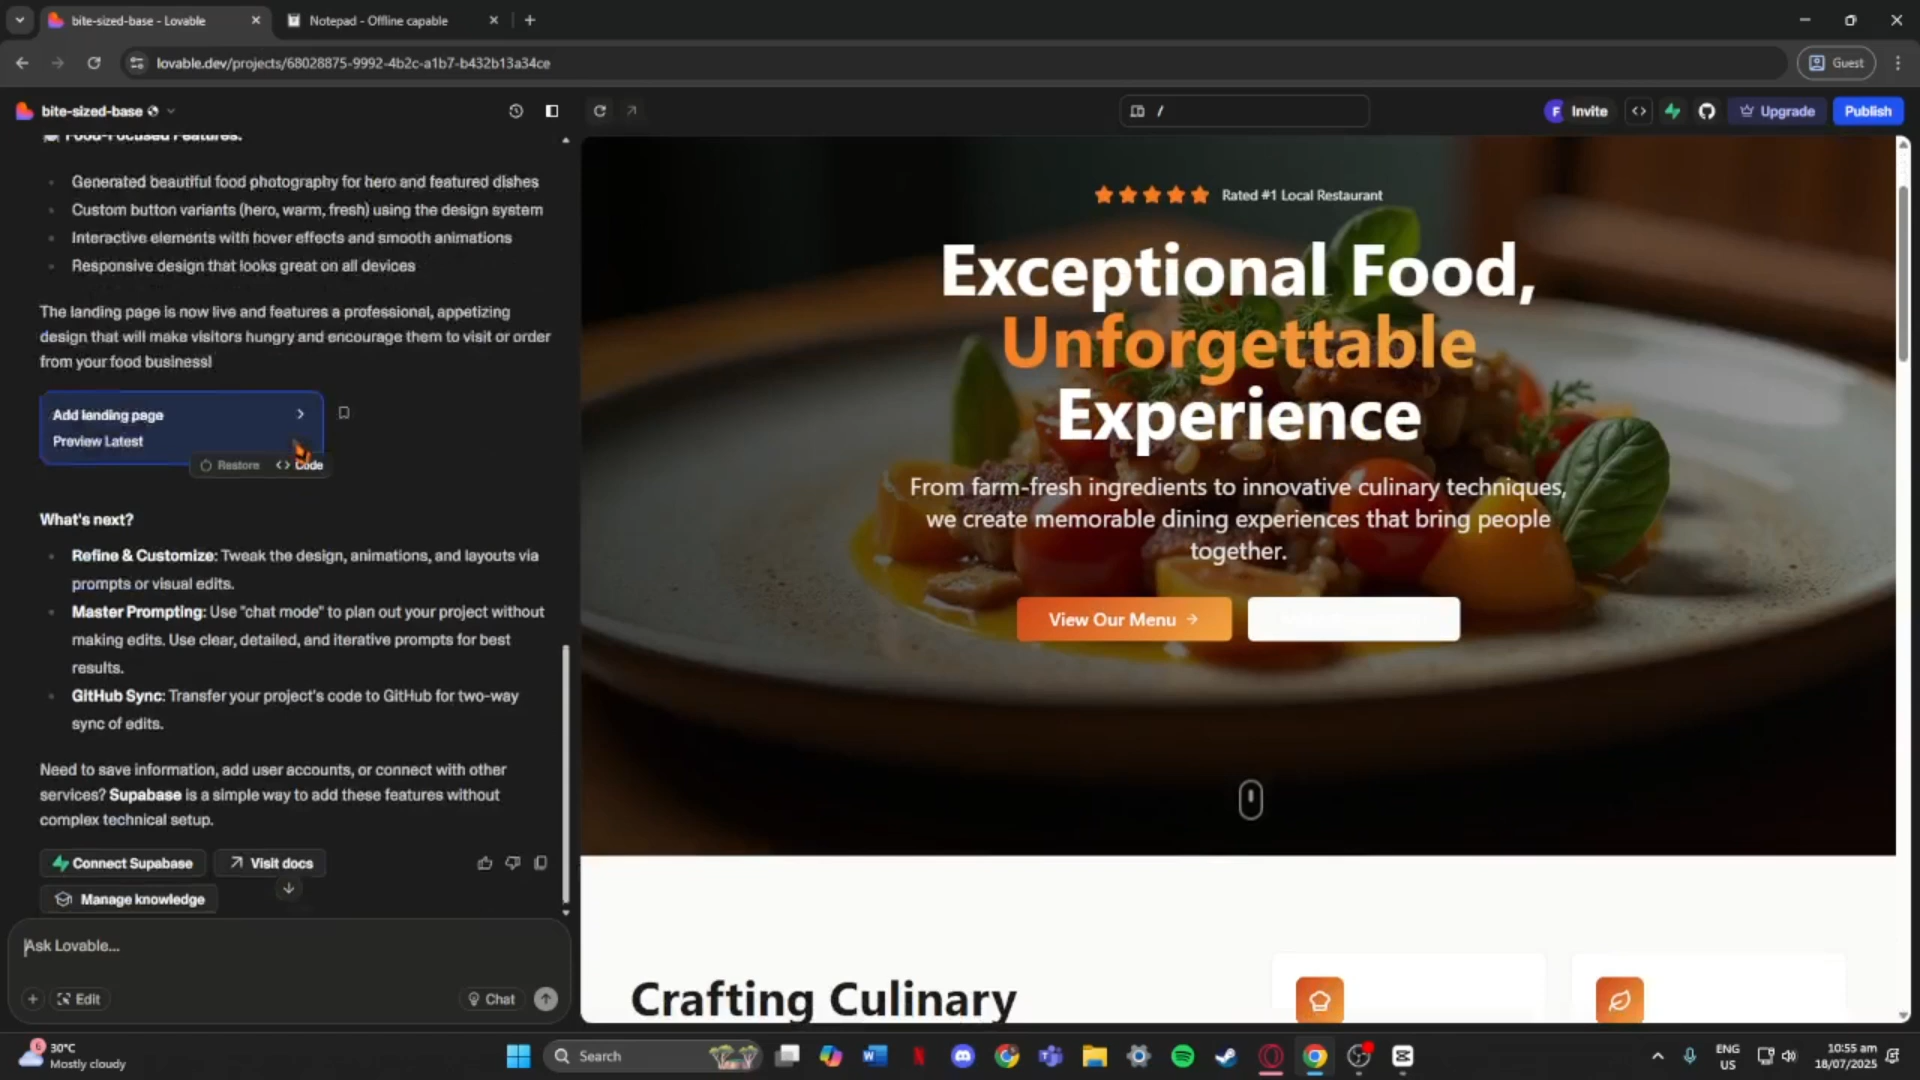 bite-sized-base - Lovable
Notepad - Offline capable
lovable.dev/projects/68028875-9992-4b2c-a1b7-b432b13a34ce
Guest
bite-sized-base
/
F
Invite
Upgrade
Publish
Food-Focused Features:
Generated beautiful food photography for hero and featured dishes
Custom button variants (hero, warm, fresh) using the design system
Interactive elements with hover effects and smooth animations
Responsive design that looks great on all devices
The landing page is now live and features a professional, appetizing
design that will make visitors hungry and encourage them to visit or order
from your food business!
Add landing page
Preview Latest
Restore
Code
What's next?
Refine & Customize: Tweak the design, animations, and layouts via
prompts or visual edits.
Master Prompting: Use "chat mode" to plan out your project without
making edits. Use clear, detailed, and iterative prompts for best
results.
GitHub Sync: Transfer your project's code to GitHub for two-way
sync of edits.
Need to save information, add user accounts, or connect with other
services? Supabase is a simple way to add these features without
complex technical setup.
Connect Supabase
Visit docs
Manage knowledge
Ask Lovable...
Edit
Chat
Rated #1 Local Restaurant
Exceptional Food,
Unforgettable
Experience
From farm-fresh ingredients to innovative culinary techniques,
we create memorable dining experiences that bring people
together.
View Our Menu →
Crafting Culinary
30°C
Mostly cloudy
Search
ENG
US
10:55 am
18/07/2025